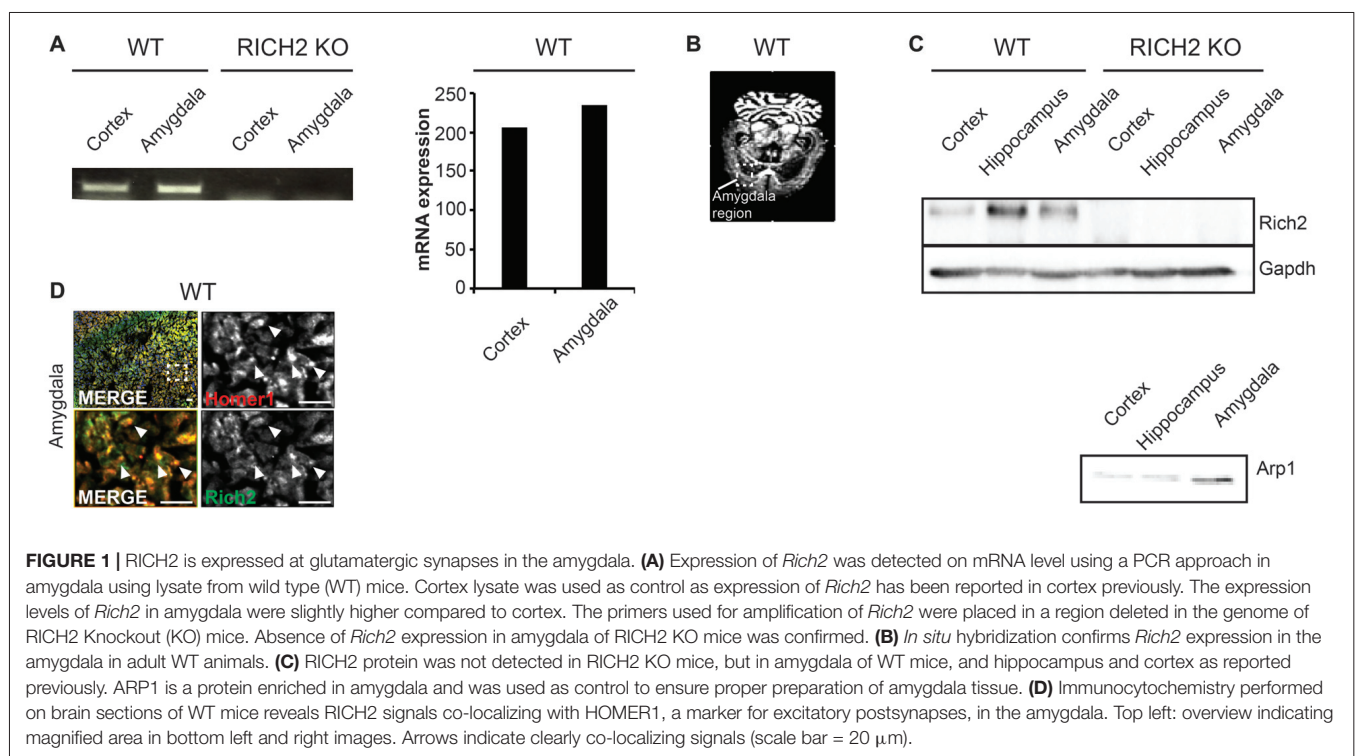 A
WT
RICH2 KO
Cortex
Amygdala
Cortex
Amygdala
WT
mRNA expression
250
200
150
100
50
0
Cortex
Amygdala
B
WT
Amygdala
region
C
WT
RICH2 KO
Cortex
Hippocampus
Amygdala
Cortex
Hippocampus
Amygdala
Rich2
Gapdh
Cortex
Hippocampus
Amygdala
Arp1
D
WT
Amygdala
MERGE
Homer1
MERGE
Rich2
FIGURE 1 | RICH2 is expressed at glutamatergic synapses in the amygdala. (A) Expression of Rich2 was detected on mRNA level using a PCR approach in
amygdala using lysate from wild type (WT) mice. Cortex lysate was used as control as expression of Rich2 has been reported in cortex previously. The expression
levels of Rich2 in amygdala were slightly higher compared to cortex. The primers used for amplification of Rich2 were placed in a region deleted in the genome of
RICH2 Knockout (KO) mice. Absence of Rich2 expression in amygdala of RICH2 KO mice was confirmed. (B) In situ hybridization confirms Rich2 expression in the
amygdala in adult WT animals. (C) RICH2 protein was not detected in RICH2 KO mice, but in amygdala of WT mice, and hippocampus and cortex as reported
previously. ARP1 is a protein enriched in amygdala and was used as control to ensure proper preparation of amygdala tissue. (D) Immunocytochemistry performed
on brain sections of WT mice reveals RICH2 signals co-localizing with HOMER1, a marker for excitatory postsynapses, in the amygdala. Top left: overview indicating
magnified area in bottom left and right images. Arrows indicate clearly co-localizing signals (scale bar = 20 μm).